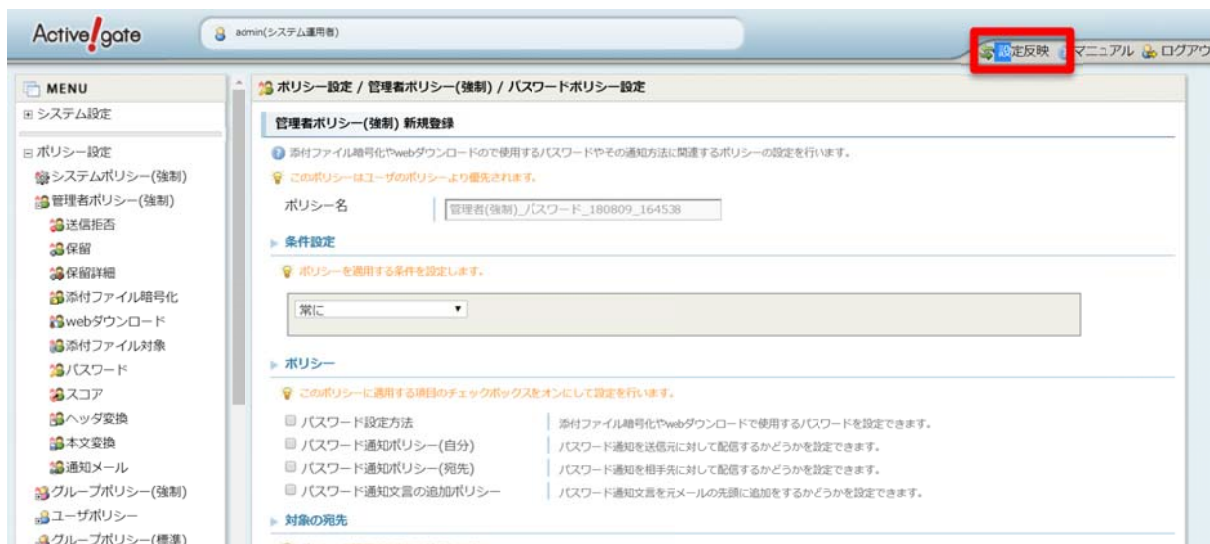 Active!gate
admin(システム運用者)
設定反映 マニュアル ログアウ
MENU
システム設定
ポリシー設定
システムポリシー(強制)
管理者ポリシー(強制)
送信拒否
保留
保留詳細
添付ファイル暗号化
webダウンロード
添付ファイル対象
パスワード
スコア
ヘッダ変換
本文変換
通知メール
グループポリシー(強制)
ユーザポリシー
グループポリシー(標準)
ポリシー設定 / 管理者ポリシー(強制) / パスワードポリシー設定
管理者ポリシー(強制) 新規登録
添付ファイル暗号化やwebダウンロードので使用するパスワードやその通知方法に関連するポリシーの設定を行います。
このポリシーはユーザのポリシーより優先されます。
ポリシー名 管理者(強制)_パスワード_180809_164538
条件設定
ポリシーを適用する条件を設定します。
常に
ポリシー
このポリシーに適用する項目のチェックボックスをオンにして設定を行います。
パスワード設定方法 添付ファイル暗号化やwebダウンロードで使用するパスワードを設定できます。
パスワード通知ポリシー(自分) パスワード通知を送信元に対して配信するかどうかを設定できます。
パスワード通知ポリシー(宛先) パスワード通知を相手先に対して配信するかどうかを設定できます。
パスワード通知文言の追加ポリシー パスワード通知文言を元メールの先頭に追加をするかどうかを設定できます。
対象の宛先